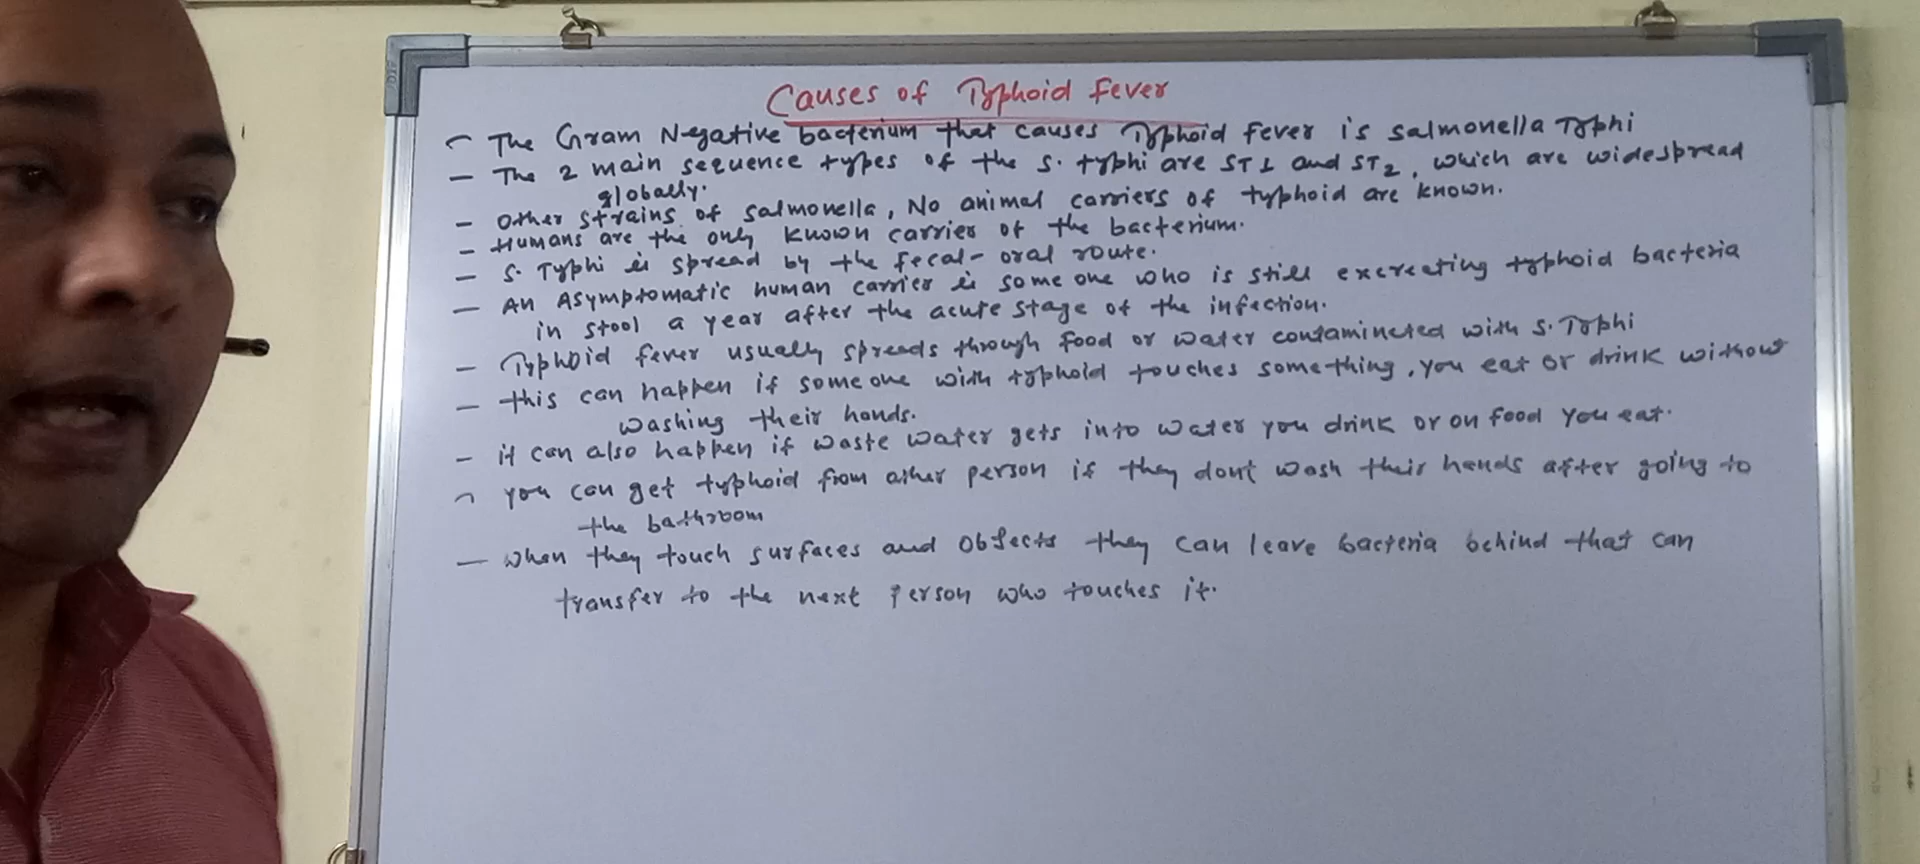 Causes of Typhoid Fever
- The Gram Negative bacterium that causes Typhoid Fever is salmonella Typhi
- The 2 main sequence types of the S. typhi are ST1 and ST2, which are widespread
globally.
- Other strains of salmonella, No animal carriers of typhoid are known.
- Humans are the only known carrier of the bacterium.
- S. Typhi is spread by the fecal-oral route.
- An Asymptomatic human carrier is some one who is still excreating typhoid bacteria
in stool a year after the acute stage of the infection.
- Typhoid fever usually spreads through food or water contamineted with S. Typhi
- this can happen if someone with typhoid touches something, you eat or drink without
washing their hands.
- it can also happen if waste water gets into water you drink or on food you eat.
- you can get typhoid from other person if they dont wash their hands after going to
the bathroom
- when they touch surfaces and objects they can leave bacteria behind that can
transfer to the next person who touches it.